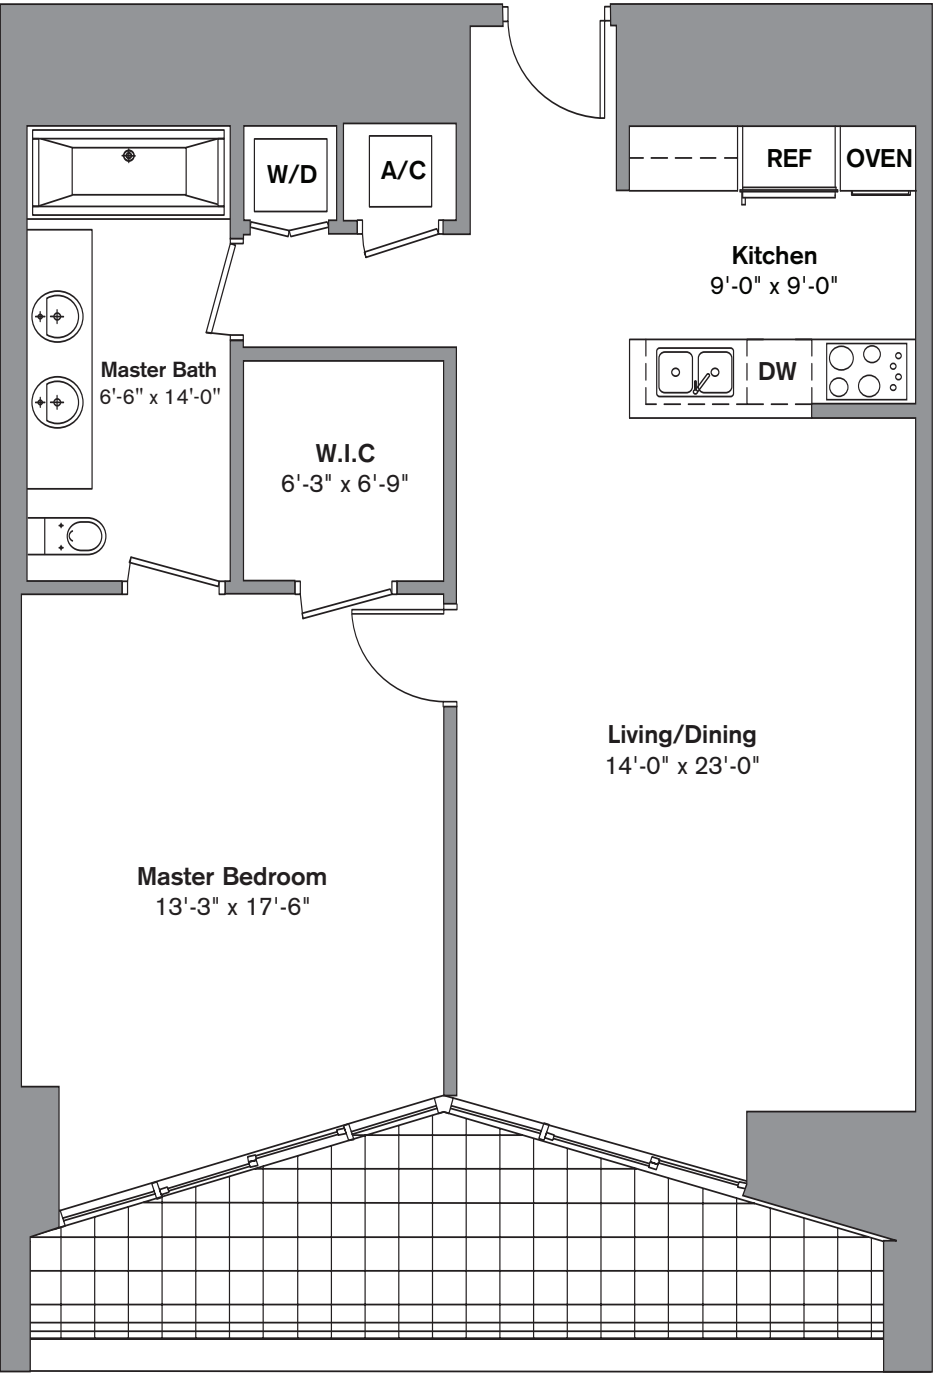 W/D
A/C
REF
OVEN
Kitchen
9'-0" x 9'-0"
Master Bath
6'-6" x 14'-0"
DW
W.I.C
6'-3" x 6'-9"
Living/Dining
14'-0" x 23'-0"
Master Bedroom
13'-3" x 17'-6"